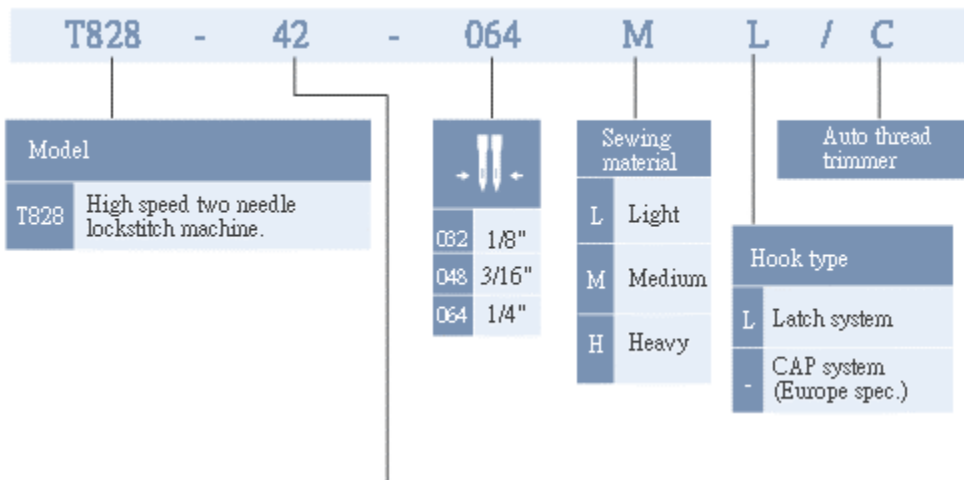 T828 - 42 - 064 M L / C
Model
T828 High speed two needle
lockstitch machine.
032 1/8"
048 3/16"
064 1/4"
Sewing
material
L Light
M Medium
H Heavy
Auto thread
trimmer
Hook type
L Latch system
- CAP system
(Europe spec.)